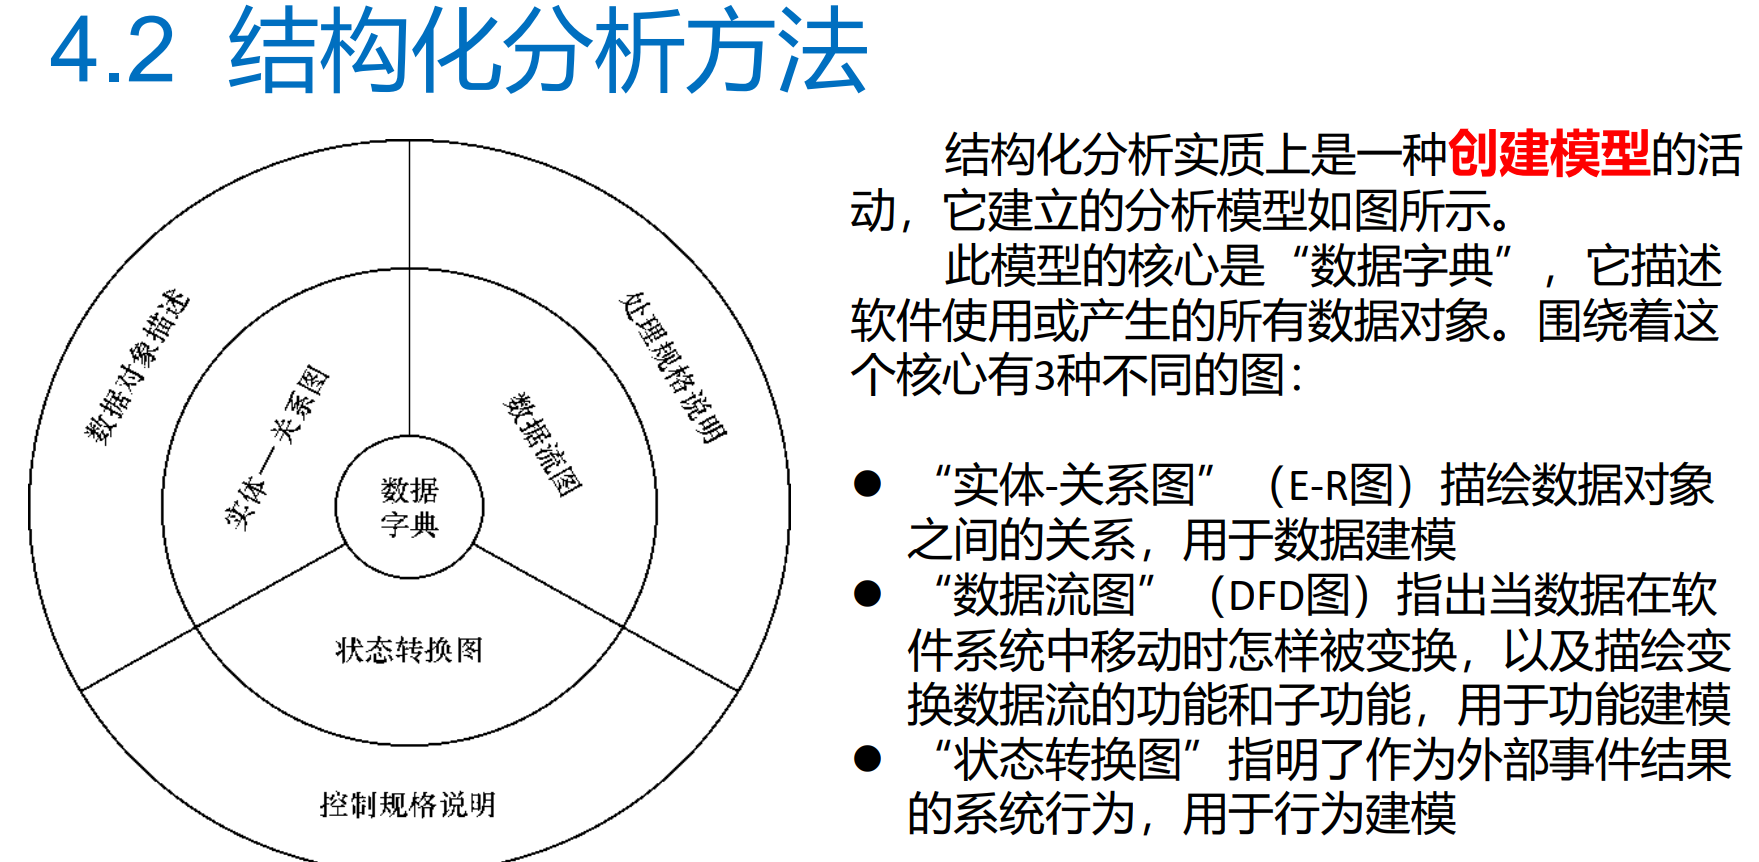 4.2 结构化分析方法
数据对象描述
处理规格说明
实体—关系图
数据流图
数据
字典
状态转换图
控制规格说明
结构化分析实质上是一种创建模型的活
动，它建立的分析模型如图所示。
此模型的核心是“数据字典”，它描述
软件使用或产生的所有数据对象。围绕着这
个核心有3种不同的图：
● “实体-关系图”（E-R图）描绘数据对象
之间的关系，用于数据建模
● “数据流图”（DFD图）指出当数据在软
件系统中移动时怎样被变换，以及描绘变
换数据流的功能和子功能，用于功能建模
● “状态转换图”指明了作为外部事件结果
的系统行为，用于行为建模